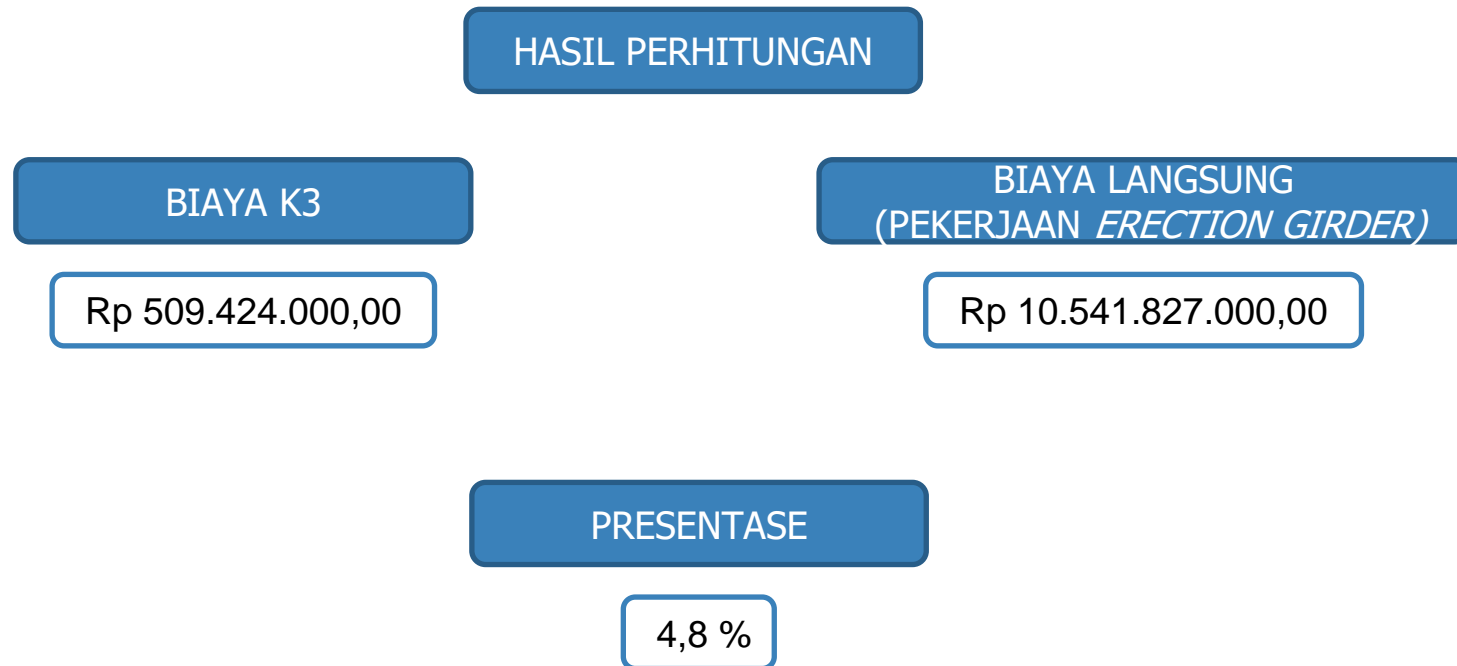 HASIL PERHITUNGAN
BIAYA K3
BIAYA LANGSUNG
(PEKERJAAN ERECTION GIRDER)
Rp 509.424.000,00
Rp 10.541.827.000,00
PRESENTASE
4,8 %